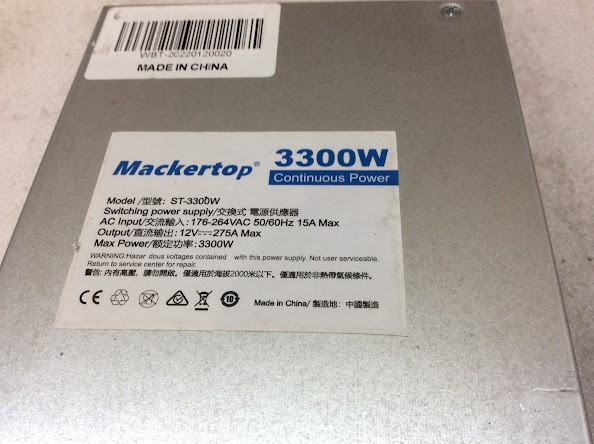 WBT-20220120020
MADE IN CHINA
Mackertop® 3300W
Continuous Power
Model /型號: ST-3300W
Switching power supply/交換式 電源供應器
AC Input/交流輸入: 176-264VAC 50/60Hz 15A Max
Output/直流输出: 12V⎓275A Max
Max Power/额定功率: 3300W
WARNING:Hazar dous voltages contained with this power supply. Not user serviceable.
Return to service center for repair.
警告: 內有高壓, 請勿開啟。僅適用於海拔2000米以下。僅適用於非熱帶氣候條件。
CE 10 Made in China/ 製造地: 中國製造